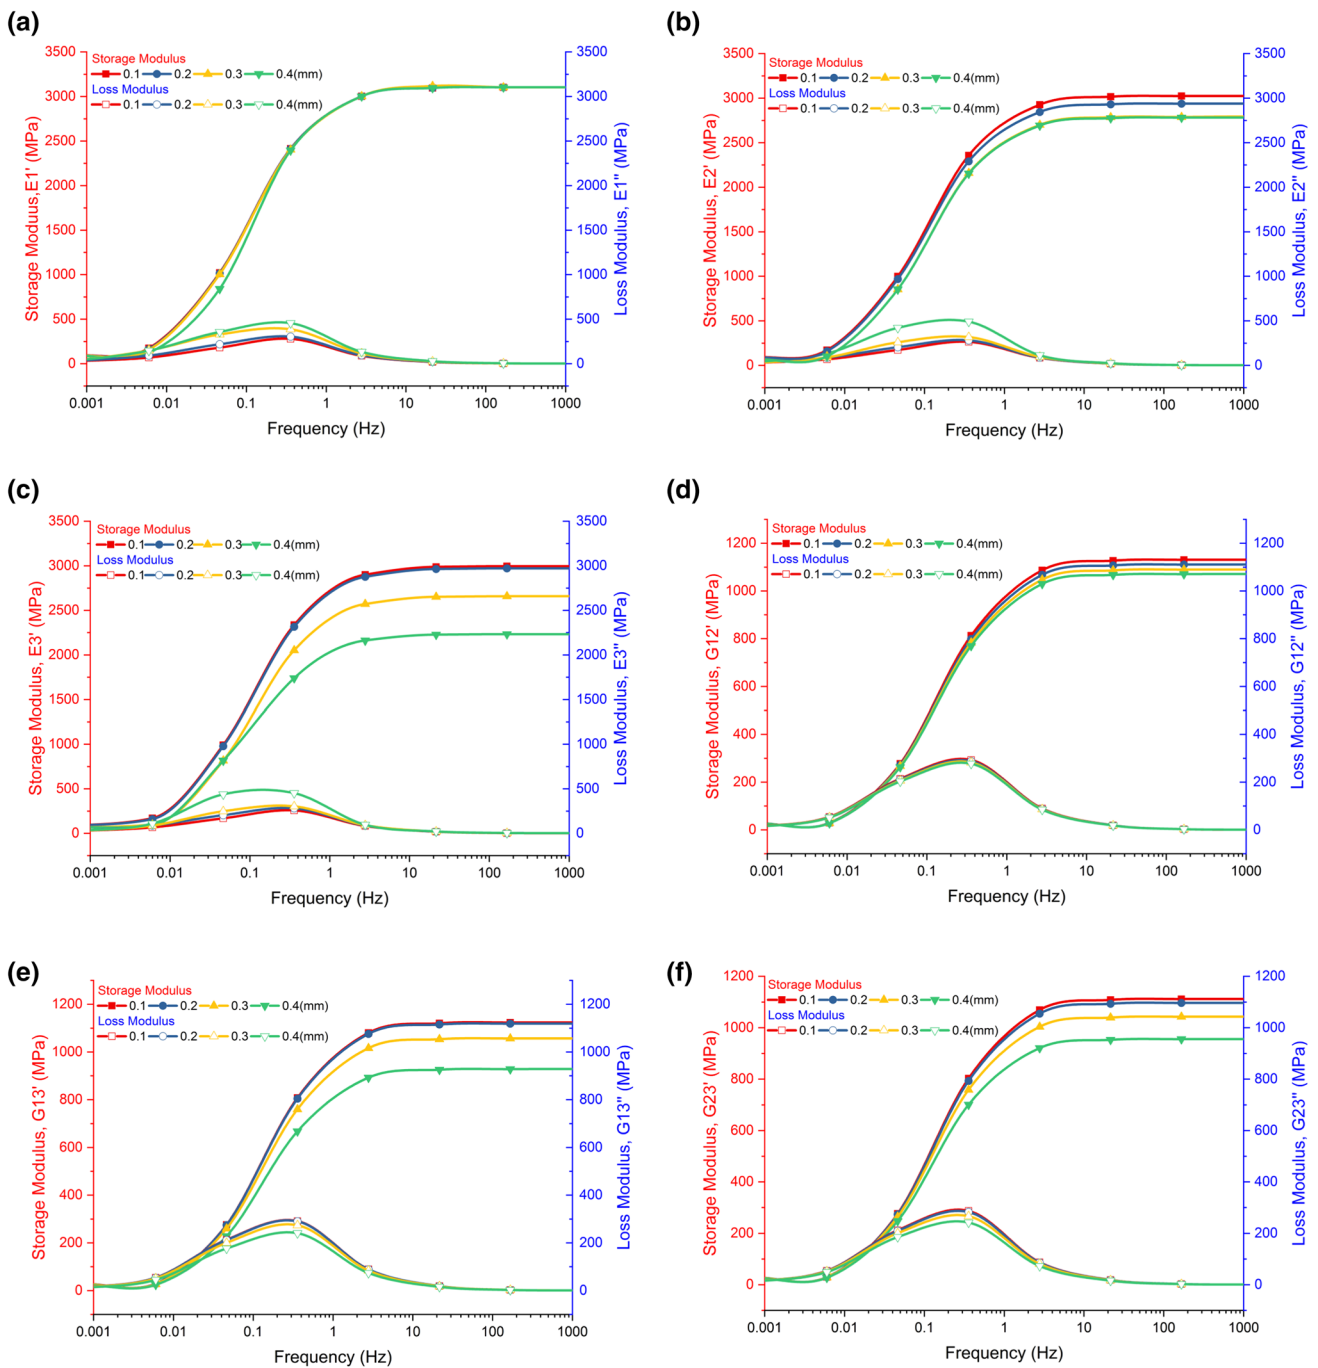 (a)
Storage Modulus
0.1 0.2 0.3 0.4(mm)
Loss Modulus
0.1 0.2 0.3 0.4(mm)
3500 3000 2500 2000 1500 1000 500 0
Storage Moduus,E1' (MPa)
3500 3000 2500 2000 1500 1000 500 0
Loss Modulus, E1" (MPa)
0.001 0.01 0.1 1 10 100 1000
Frequency (Hz)
(b)
Storage Modulus
0.1 0.2 0.3 0.4(mm)
Loss Modulus
0.1 0.2 0.3 0.4(mm)
3500 3000 2500 2000 1500 1000 500 0
Storage Modulus, E2' (MPa)
3500 3000 2500 2000 1500 1000 500 0
Loss Modulus, E2" (MPa)
0.001 0.01 0.1 1 10 100 1000
Frequency (Hz)
(c)
Storage Modulus
0.1 0.2 0.3 0.4(mm)
Loss Modulus
0.1 0.2 0.3 0.4(mm)
3500 3000 2500 2000 1500 1000 500 0
Storage Modulus, E3' (MPa)
3500 3000 2500 2000 1500 1000 500 0
Loss Modulus, E3" (MPa)
0.001 0.01 0.1 1 10 100 1000
Frequency (Hz)
(d)
Storage Modulus
0.1 0.2 0.3 0.4(mm)
Loss Modulus
0.1 0.2 0.3 0.4(mm)
1200 1000 800 600 400 200 0
Storage Modulus, G12' (MPa)
1200 1000 800 600 400 200 0
Loss Modulus, G12" (MPa)
0.001 0.01 0.1 1 10 100 1000
Frequency (Hz)
(e)
Storage Modulus
0.1 0.2 0.3 0.4(mm)
Loss Modulus
0.1 0.2 0.3 0.4(mm)
1200 1000 800 600 400 200 0
Storage Modulus, G13' (MPa)
1200 1000 800 600 400 200 0
Loss Modulus, G13" (MPa)
0.001 0.01 0.1 1 10 100 1000
Frequency (Hz)
(f)
Storage Modulus
0.1 0.2 0.3 0.4(mm)
Loss Modulus
0.1 0.2 0.3 0.4(mm)
1200 1000 800 600 400 200 0
Storage Modulus, G23' (MPa)
1200 1000 800 600 400 200 0
Loss Modulus, G23" (MPa)
0.001 0.01 0.1 1 10 100 1000
Frequency (Hz)